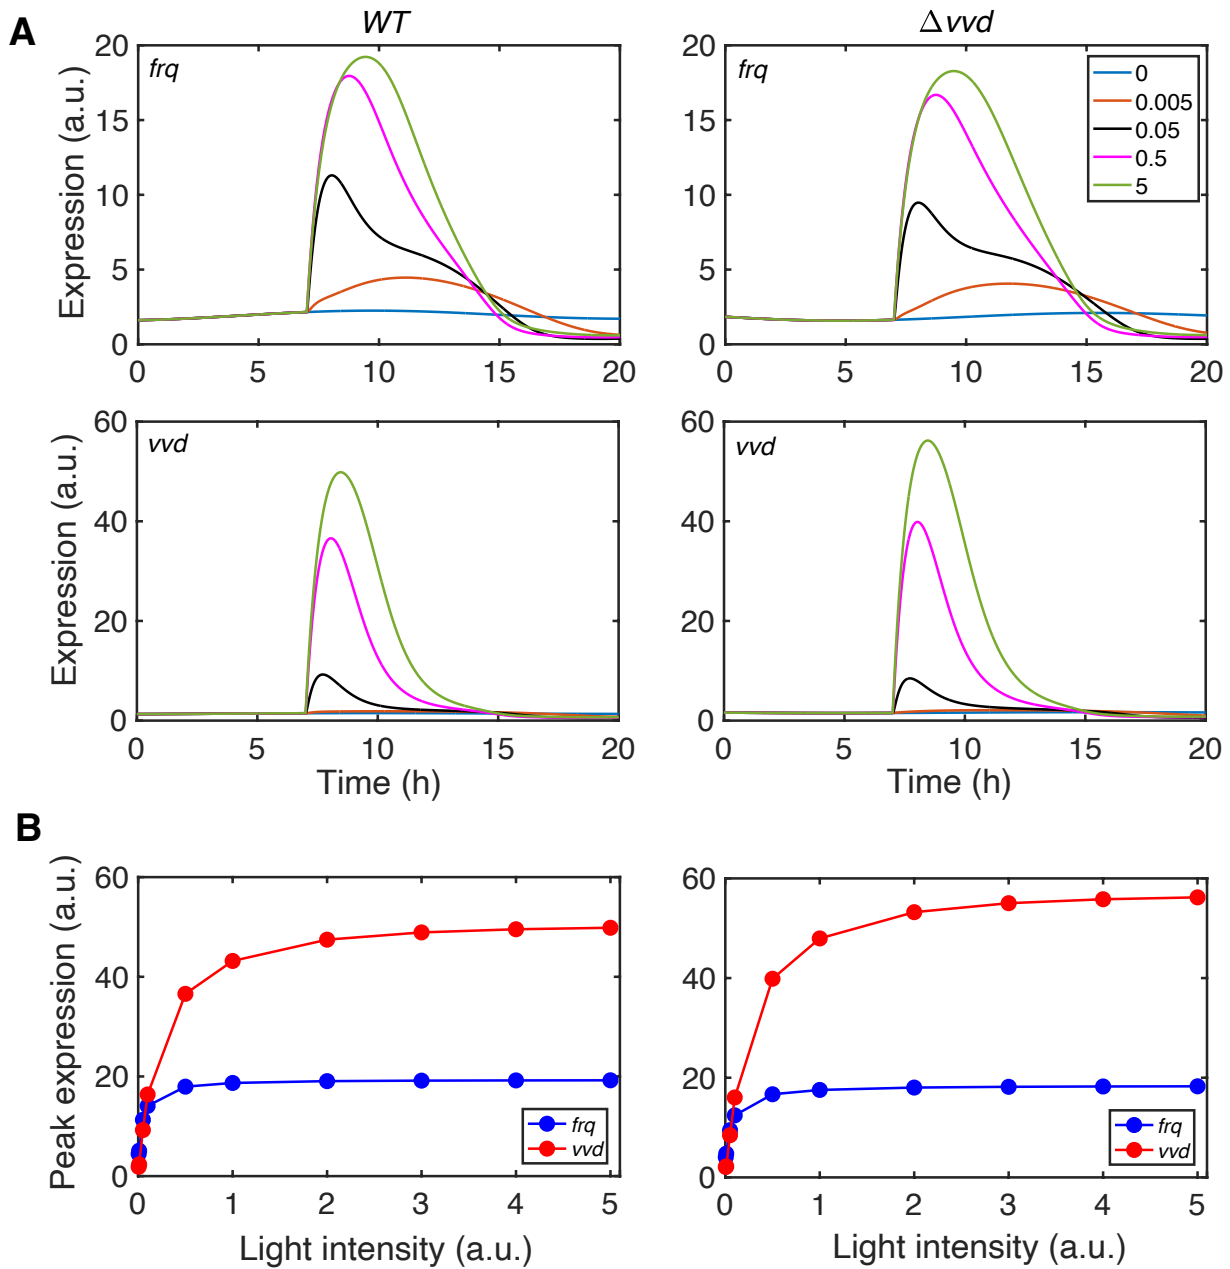 A
WT
Δvvd
Expression (a.u.)
20
15
10
5
0
frq
0 5 10 15 20
20
15
10
5
0
frq
0
0.005
0.05
0.5
5
0 5 10 15 20
Expression (a.u.)
60
40
20
0
vvd
0 5 10 15 20
Time (h)
60
40
20
0
vvd
0 5 10 15 20
Time (h)
B
Peak expression (a.u.)
60
40
20
0
frq
vvd
0 1 2 3 4 5
Light intensity (a.u.)
60
40
20
0
frq
vvd
0 1 2 3 4 5
Light intensity (a.u.)